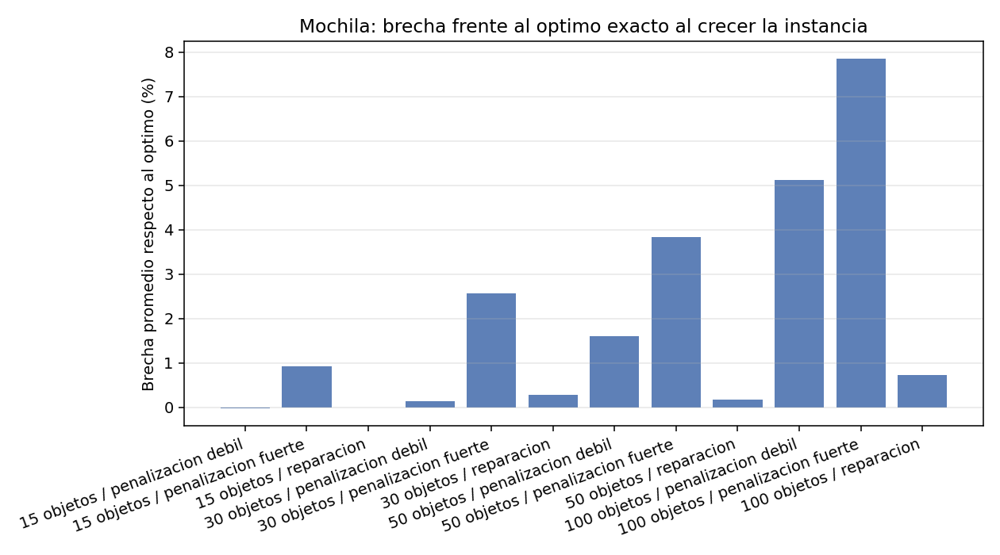 Mochila: brecha frente al optimo exacto al crecer la instancia
Brecha promedio respecto al optimo (%)
8
7
6
5
4
3
2
1
0
15 objetos / penalizacion debil
15 objetos / penalizacion fuerte
15 objetos / reparacion
30 objetos / penalizacion debil
30 objetos / penalizacion fuerte
30 objetos / reparacion
50 objetos / penalizacion debil
50 objetos / penalizacion fuerte
50 objetos / reparacion
100 objetos / penalizacion debil
100 objetos / penalizacion fuerte
100 objetos / reparacion